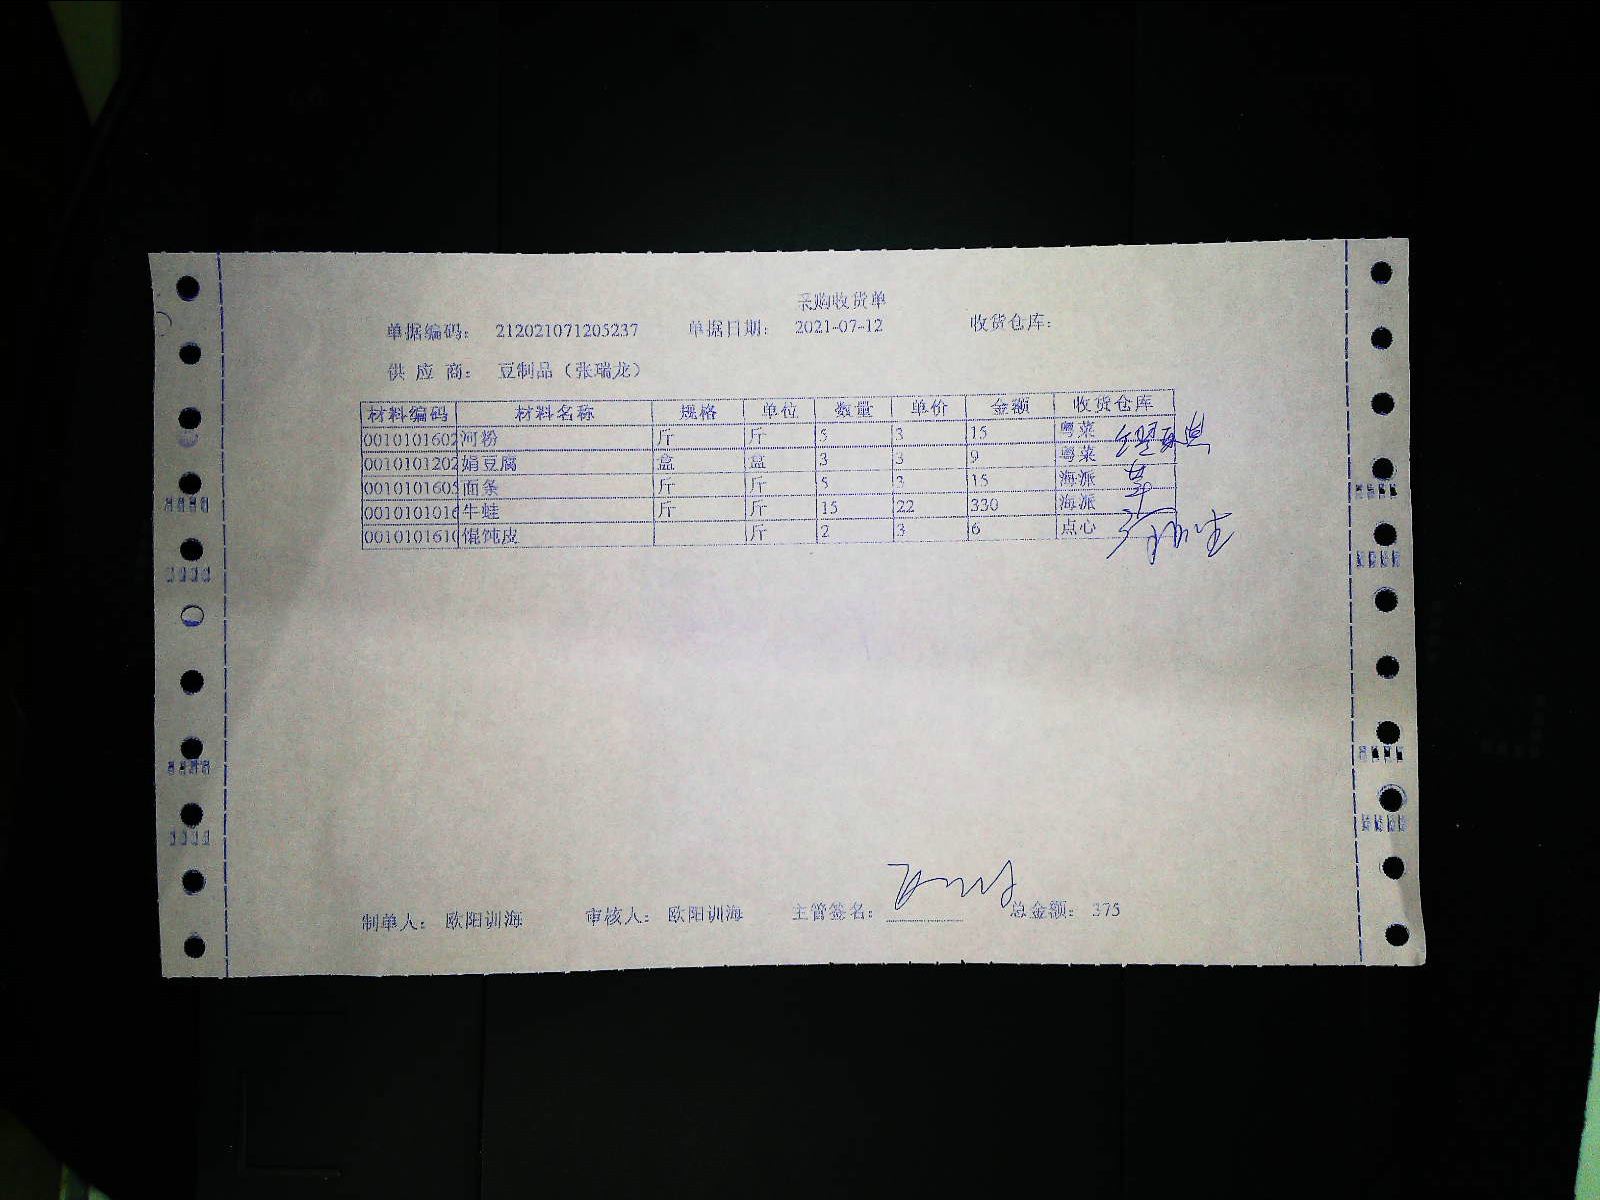 采购收货单
单据编码： 212021071205237 单据日期： 2021-07-12 收货仓库：
供 应 商： 豆制品（张瑞龙）
材料编码 材料名称 规格 单位 数量 单价 金额 收货仓库
0010101602 河粉 斤 斤 5 3 15 粤菜
0010101202 娟豆腐 盒 盒 3 3 9 粤菜
0010101605 面条 斤 斤 5 3 15 海派
0010101016 牛蛙 斤 斤 15 22 330 海派
0010101610 馄饨皮 斤 2 3 6 点心
制单人： 欧阳训海 审核人： 欧阳训海 主管签名： 总金额： 375